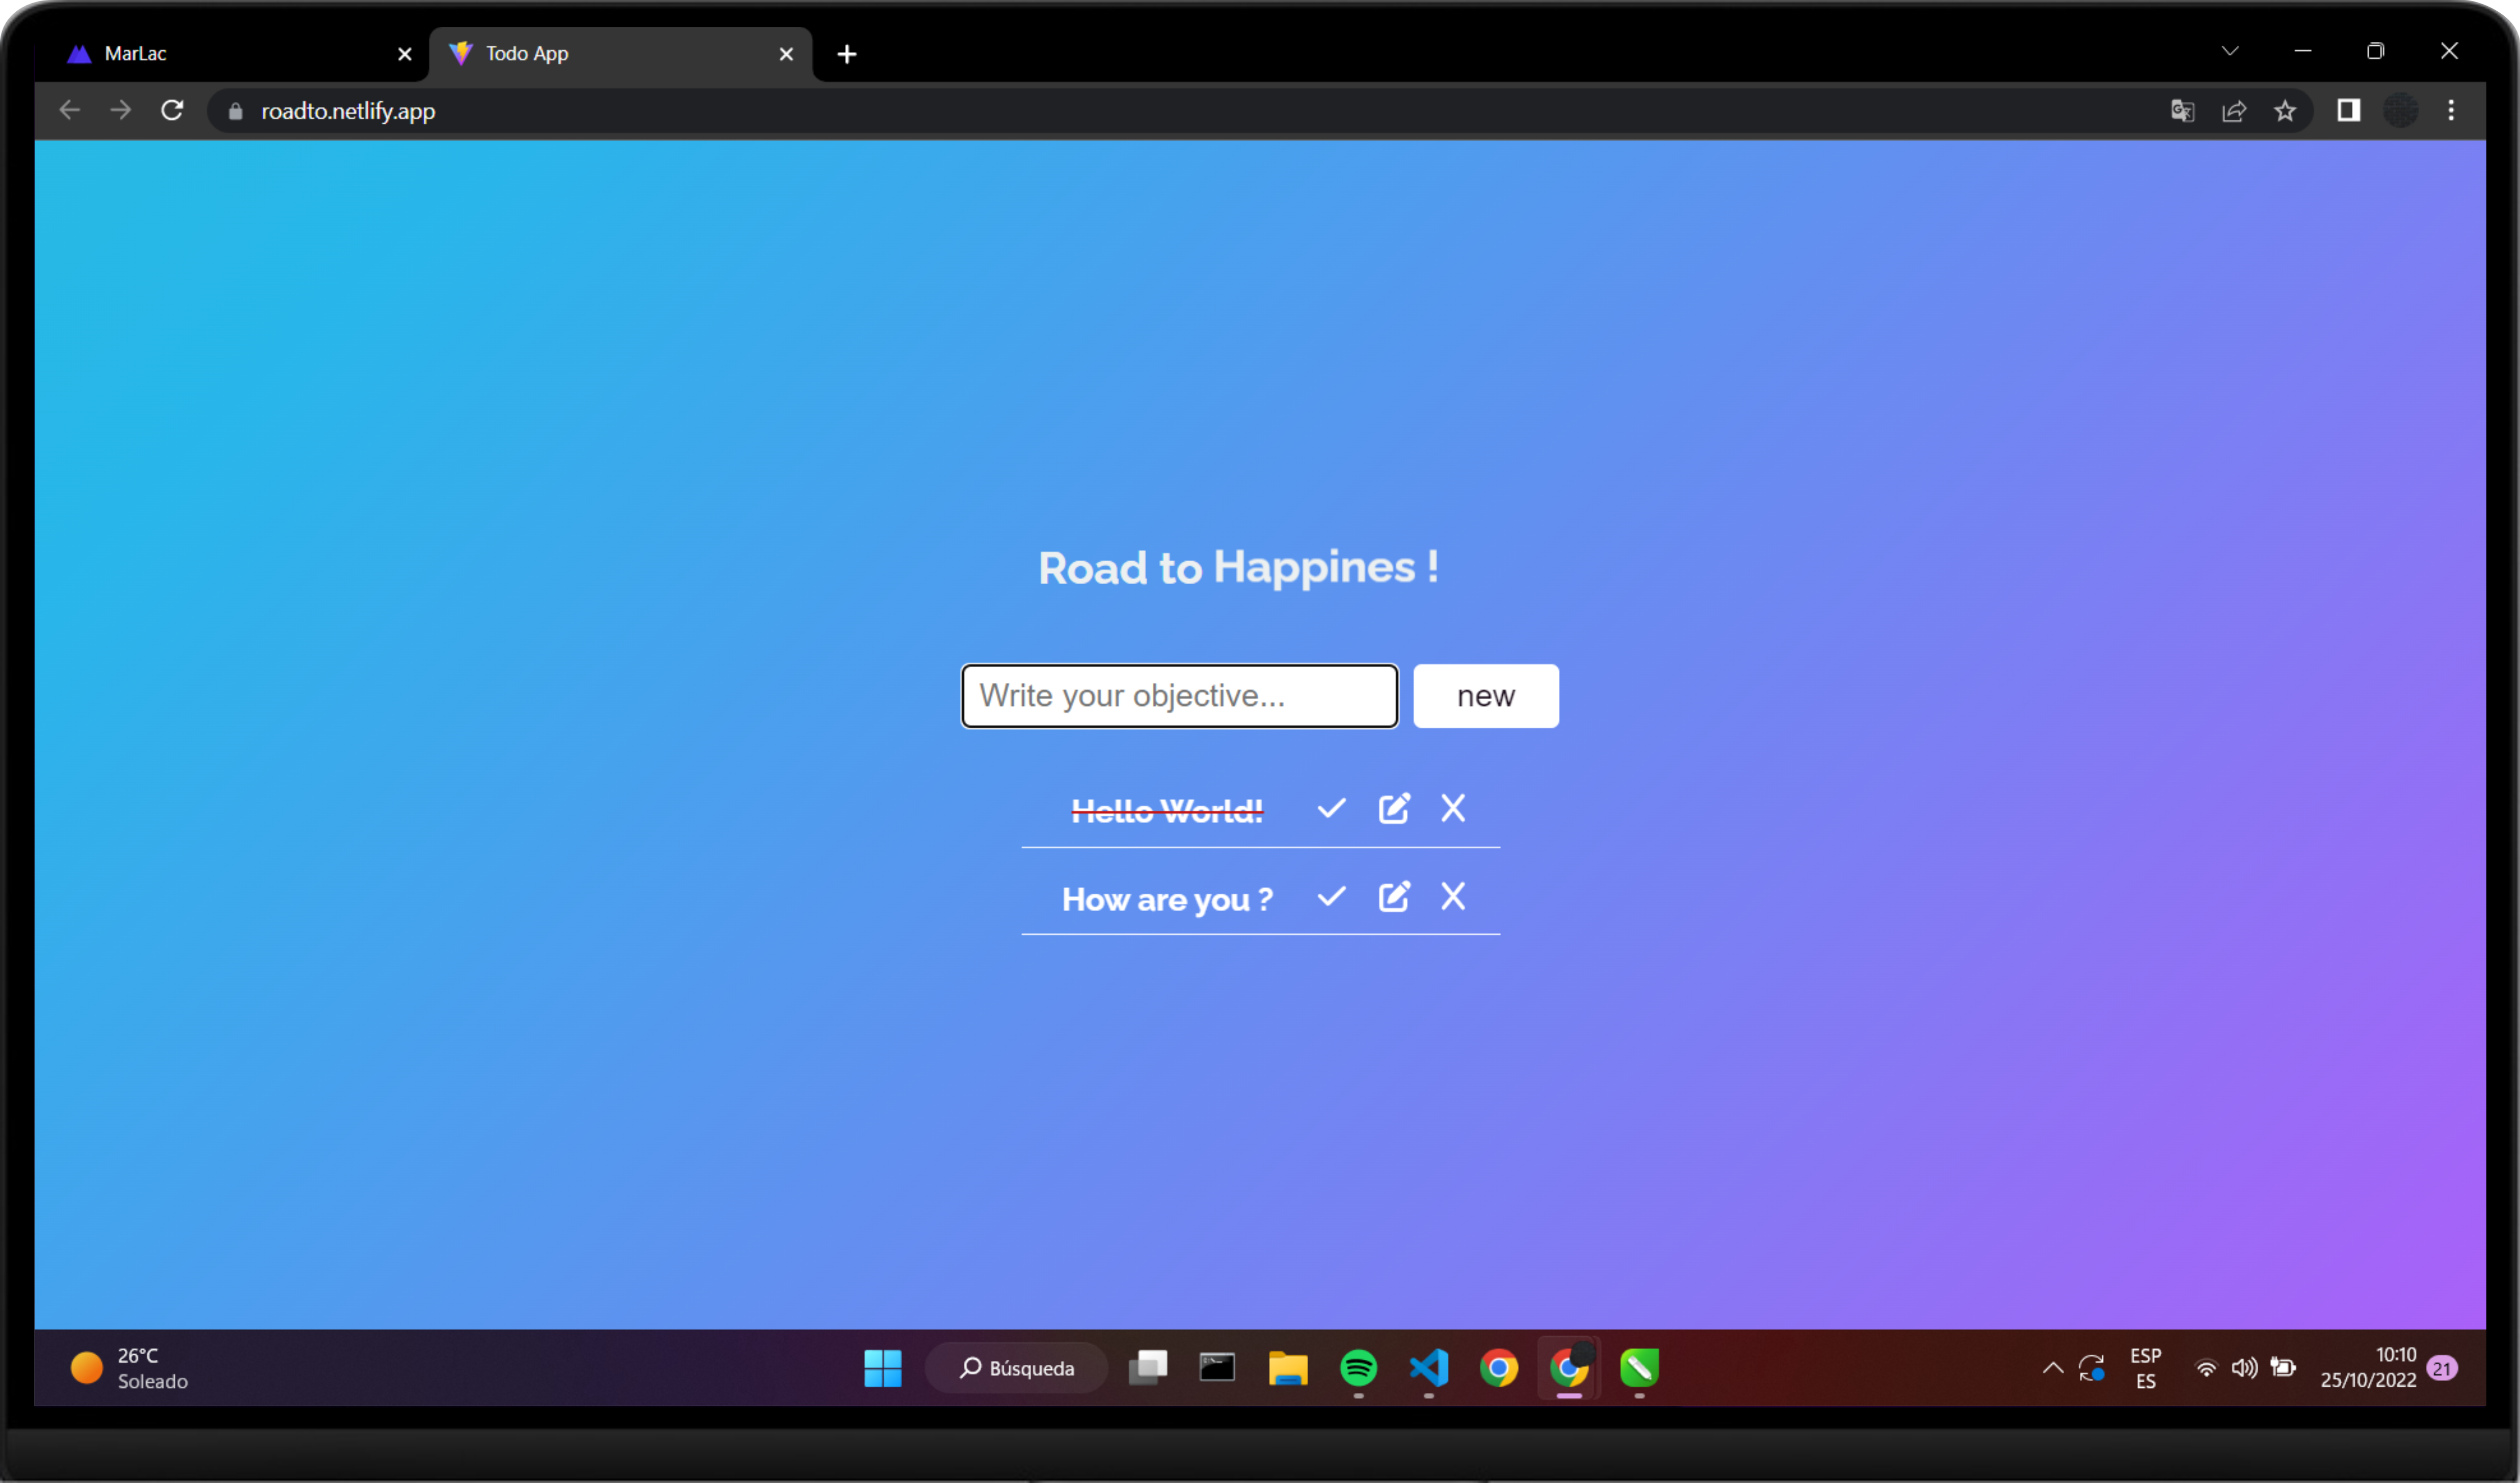 MarLac
Todo App
roadto.netlify.app
Road to Happines !
Write your objective...
new
Hello World!
How are you ?
26°C
Soleado
Búsqueda
ESP
ES
10:10
25/10/2022
21